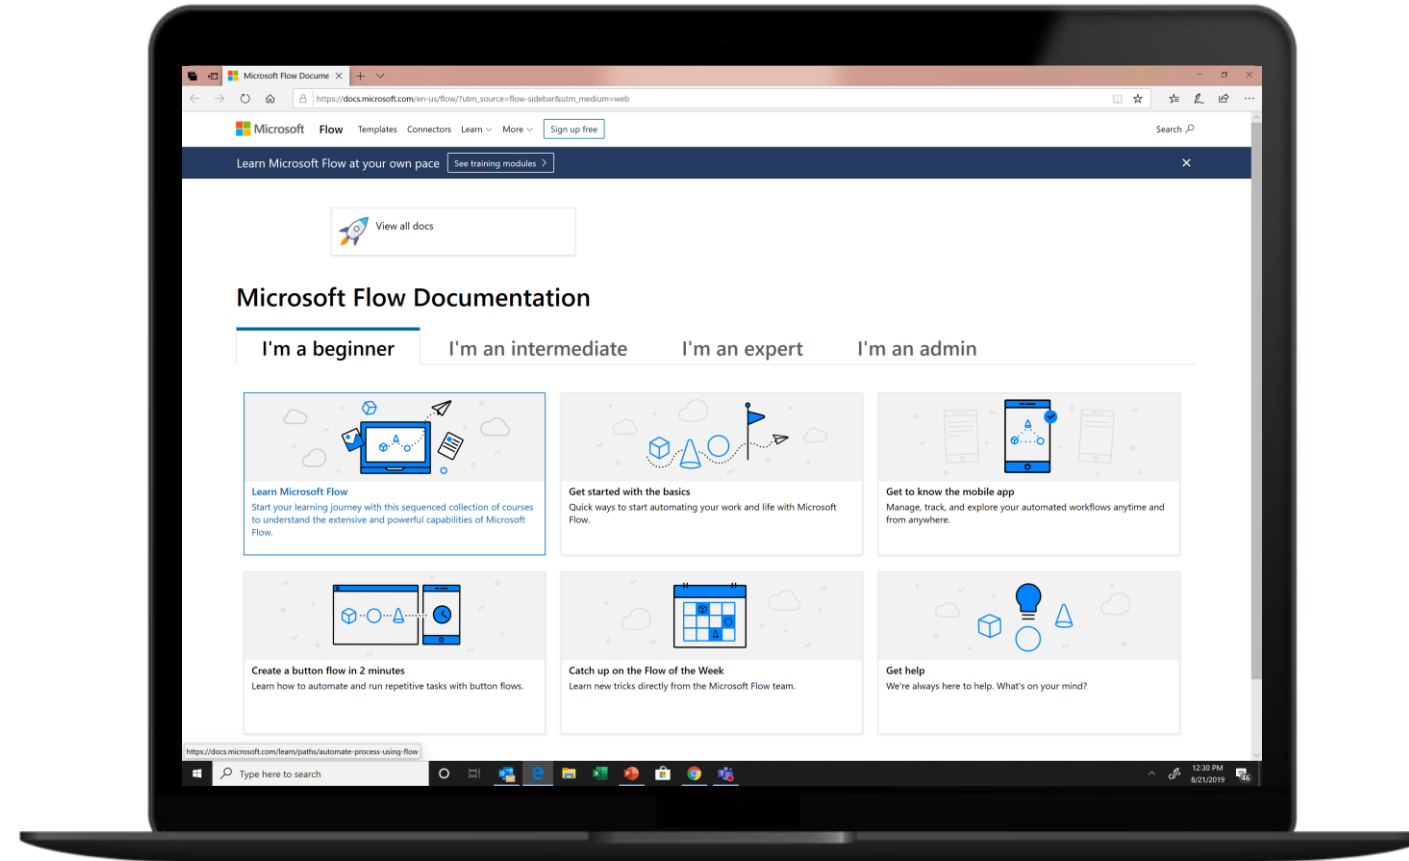 Microsoft Flow Docume
https://docs.microsoft.com/en-us/flow/?utm_source=flow-sidebar&utm_medium=web
Microsoft Flow Templates Connectors Learn More Sign up free Search
Learn Microsoft Flow at your own pace See training modules
View all docs
Microsoft Flow Documentation
I'm a beginner I'm an intermediate I'm an expert I'm an admin
Learn Microsoft Flow
Start your learning journey with this sequenced collection of courses
to understand the extensive and powerful capabilities of Microsoft
Flow.
Get started with the basics
Quick ways to start automating your work and life with Microsoft
Flow.
Get to know the mobile app
Manage, track, and explore your automated workflows anytime and
from anywhere.
Create a button flow in 2 minutes
Learn how to automate and run repetitive tasks with button flows.
Catch up on the Flow of the Week
Learn new tricks directly from the Microsoft Flow team.
Get help
We're always here to help. What's on your mind?
https://docs.microsoft.com/learn/paths/automate-process-using-flow
Type here to search
12:30 PM
8/21/2019
46